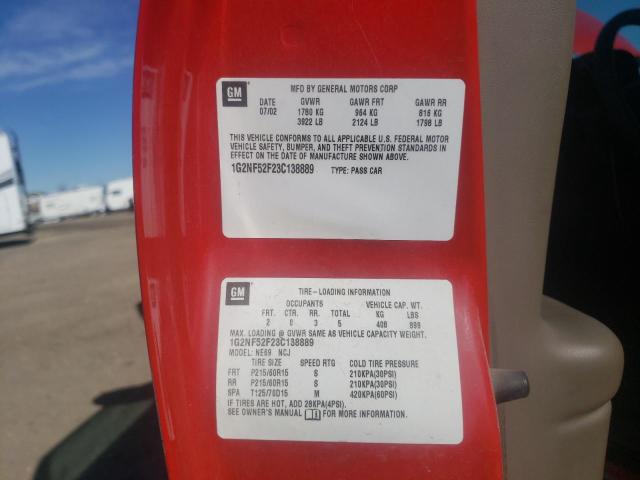 GM
MFD BY GENERAL MOTORS CORP
DATE GVWR GAWR FRT GAWR RR
07/02 1780 KG 964 KG 816 KG
3922 LB 2124 LB 1798 LB
THIS VEHICLE CONFORMS TO ALL APPLICABLE U.S. FEDERAL MOTOR
VEHICLE SAFETY, BUMPER, AND THEFT PREVENTION STANDARDS IN
EFFECT ON THE DATE OF MANUFACTURE SHOWN ABOVE.
1G2NF52F23C138889 TYPE: PASS CAR
GM
TIRE-LOADING INFORMATION
OCCUPANTS VEHICLE CAP. WT.
FRT. CTR. RR. TOTAL KG LBS
2 0 3 5 408 899
MAX. LOADING @ GVWR SAME AS VEHICLE CAPACITY WEIGHT.
1G2NF52F23C138889
MODEL: NE69 NCJ
TIRE SIZE SPEED RTG COLD TIRE PRESSURE
FRT P215/60R15 S 210KPA(30PSI)
RR P215/60R15 S 210KPA(30PSI)
SPA T125/70D15 M 420KPA(60PSI)
IF TIRES ARE HOT, ADD 28KPA(4PSI).
SEE OWNER'S MANUAL FOR MORE INFORMATION.